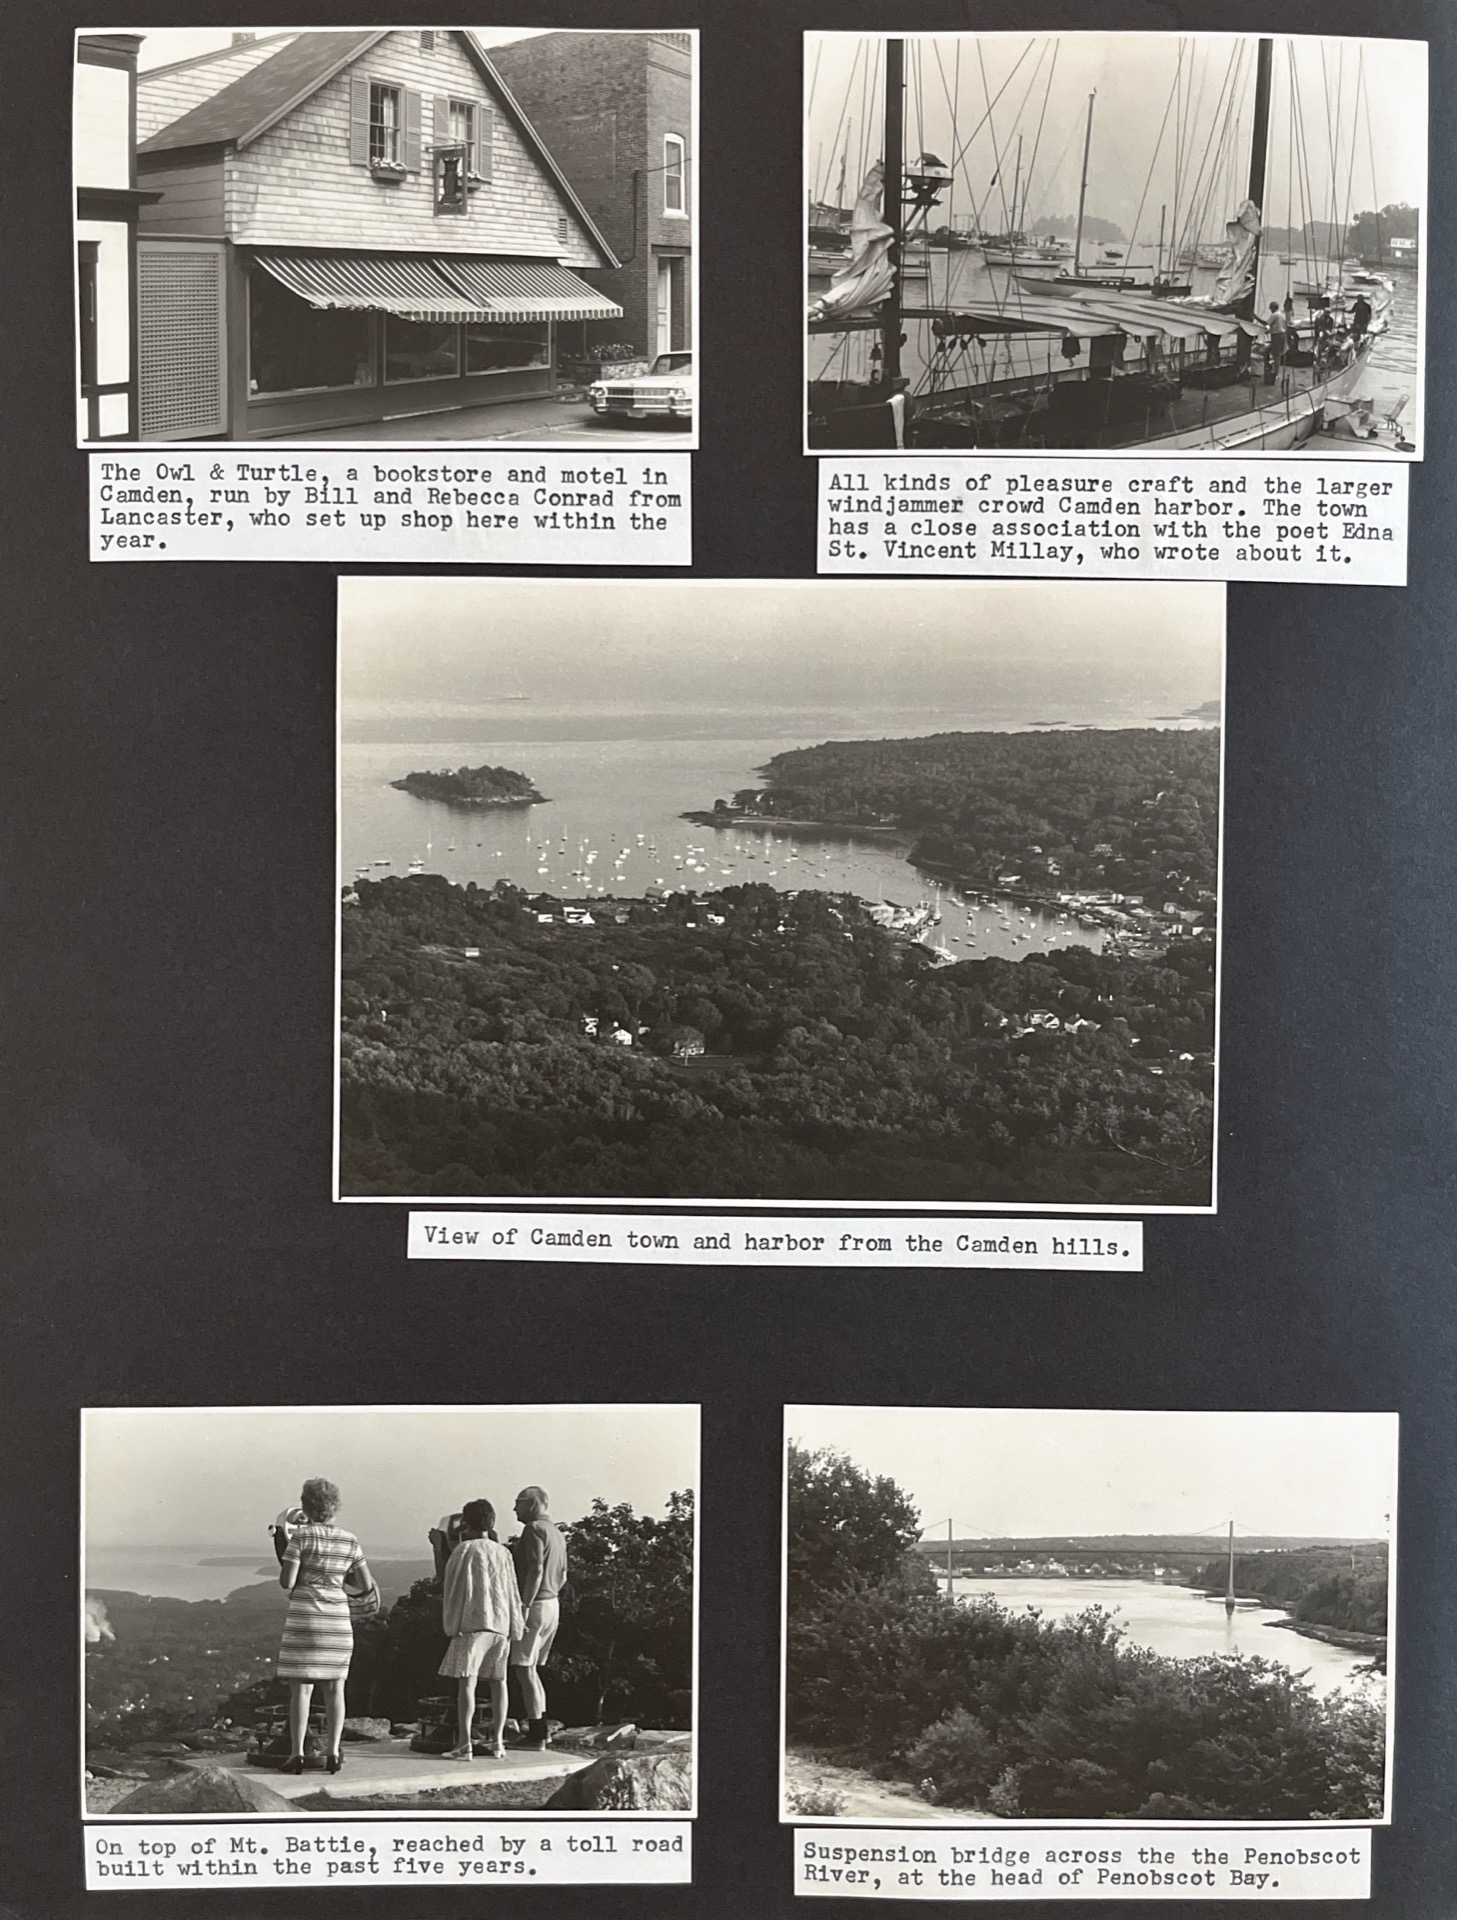 The Owl & Turtle, a bookstore and motel in
Camden, run by Bill and Rebecca Conrad from
Lancaster, who set up shop here within the
year.
All kinds of pleasure craft and the larger
windjammer crowd Camden harbor. The town
has a close association with the poet Edna
St. Vincent Millay, who wrote about it.
View of Camden town and harbor from the Camden hills.
On top of Mt. Battie, reached by a toll road
built within the past five years.
Suspension bridge across the the Penobscot
River, at the head of Penobscot Bay.